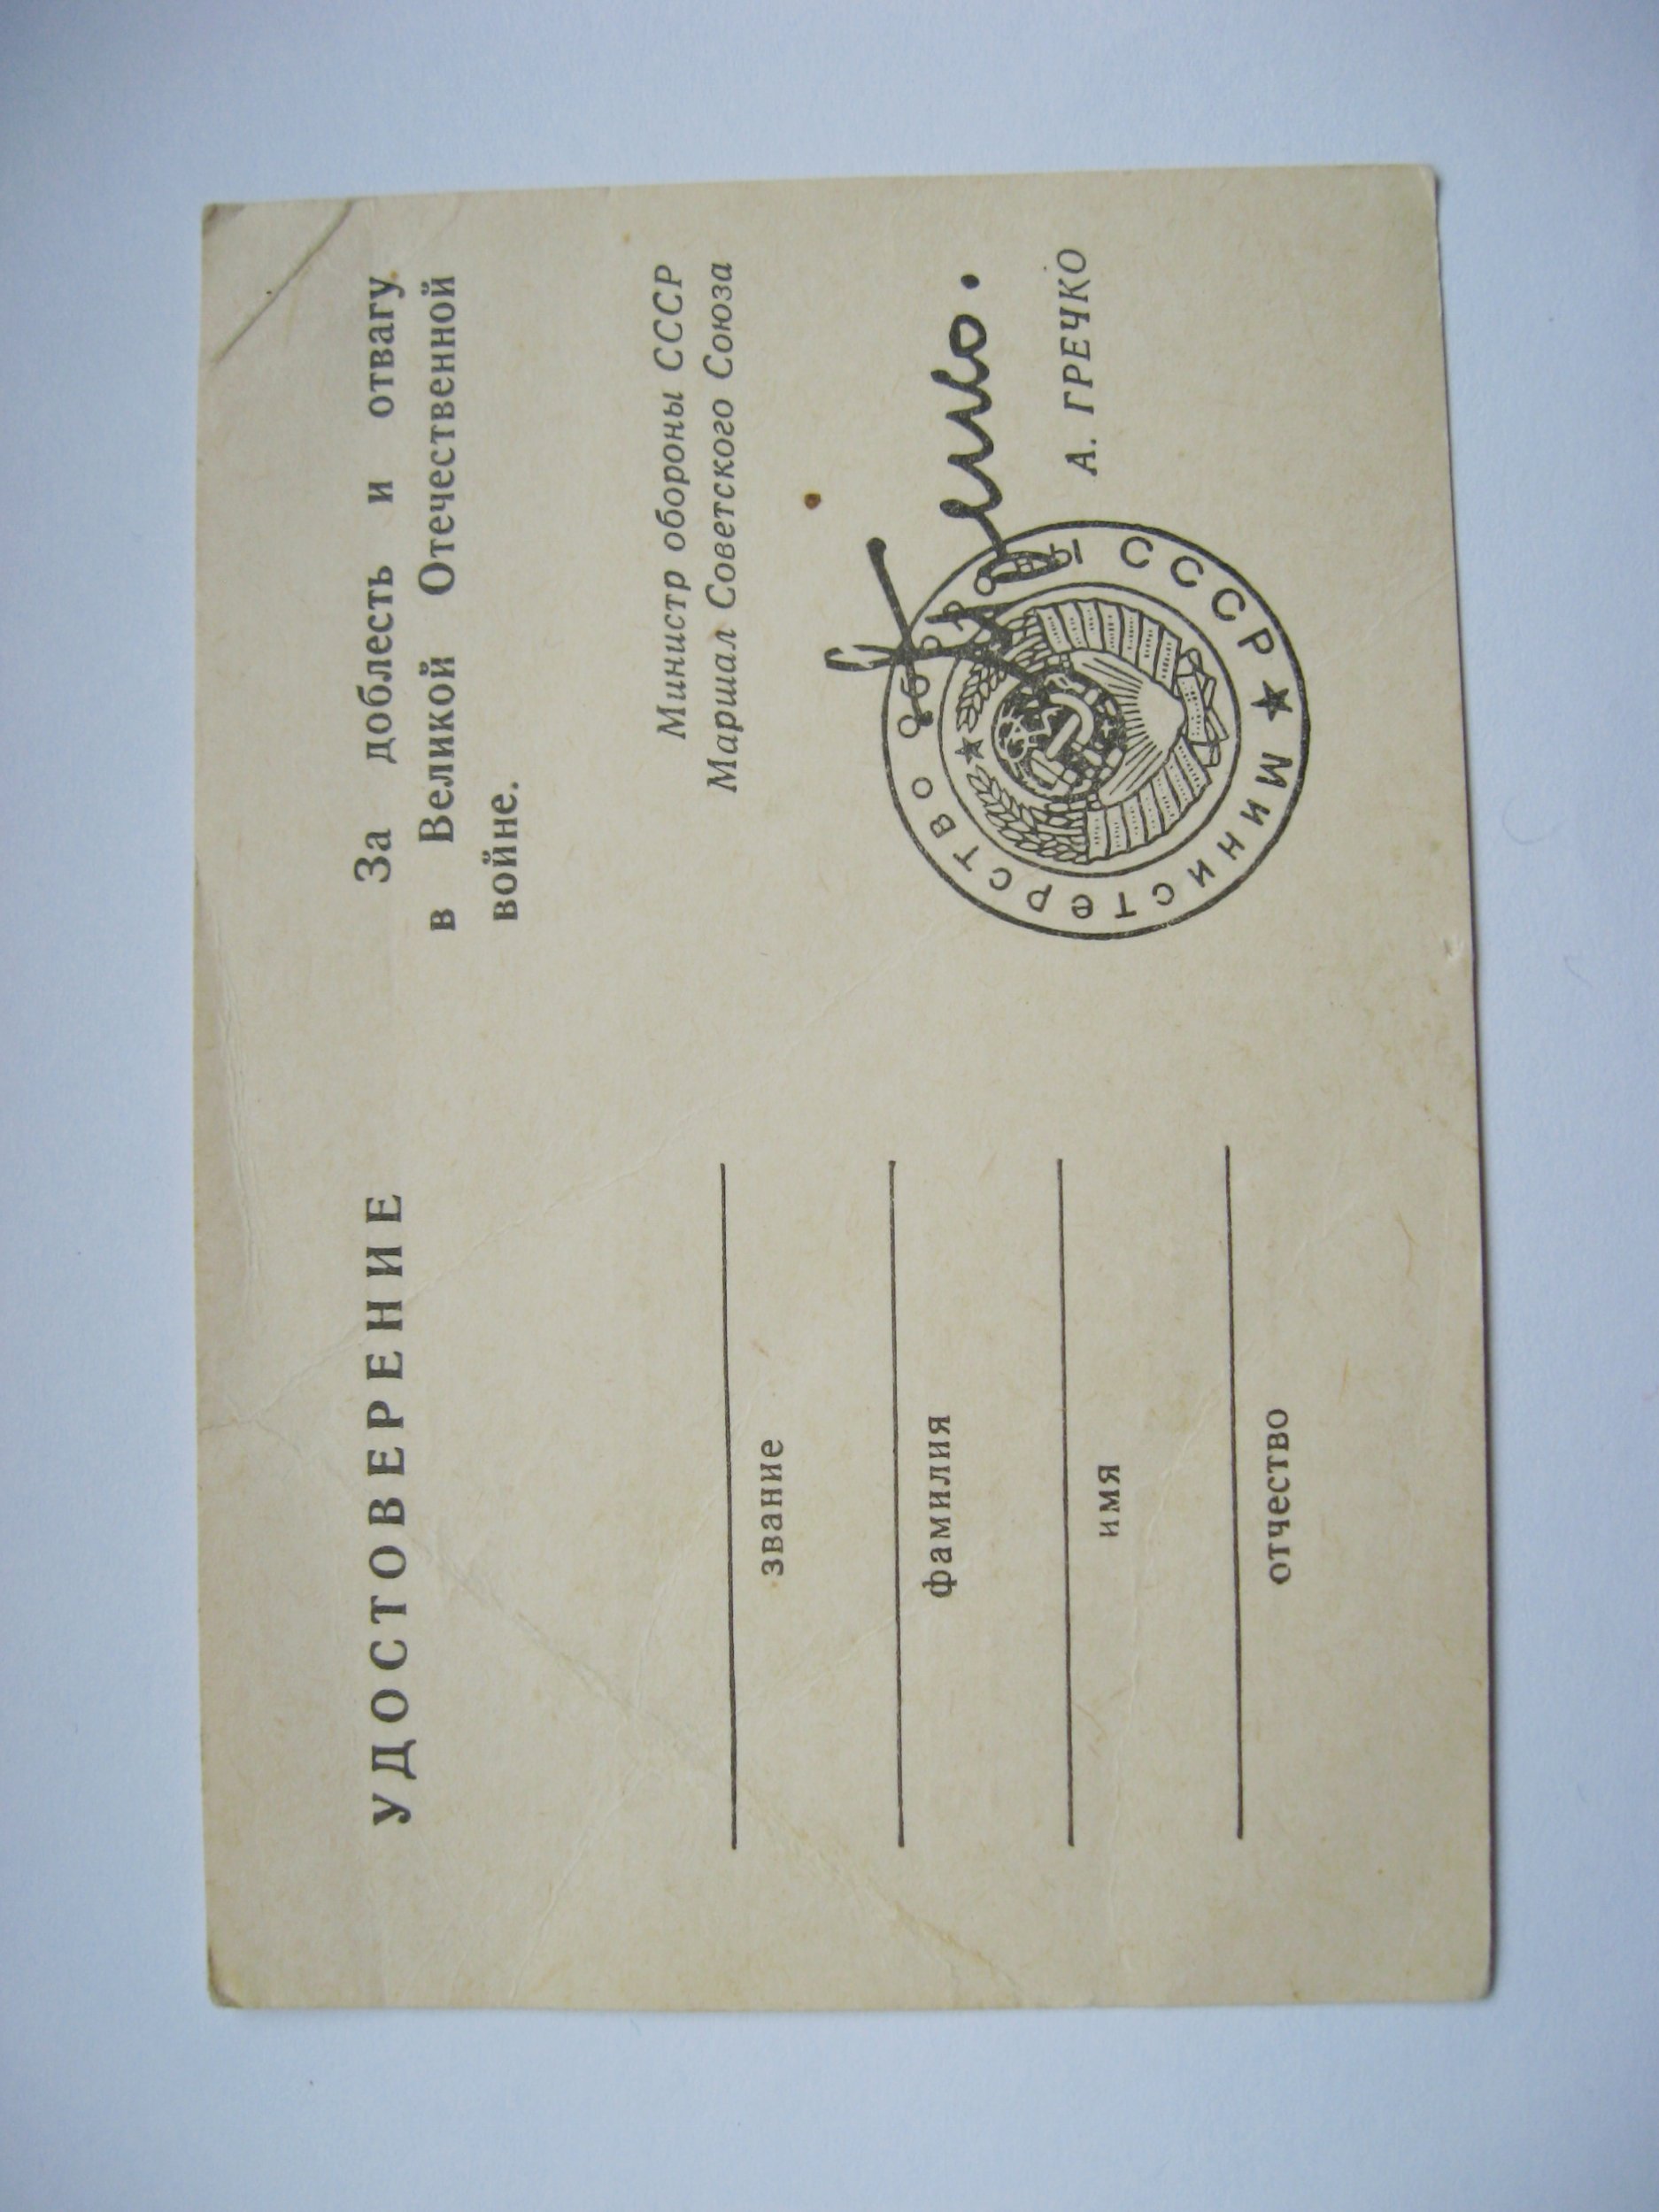 УДОСТОВЕРЕНИЕ
звание
фамилия
имя
отчество
За доблесть и отвагу
в Великой Отечественной
войне.
Министр обороны СССР
Маршал Советского Союза
Гречко.
МИНИСТЕРСТВО ОБОРОНЫ СССР
А. ГРЕЧКО